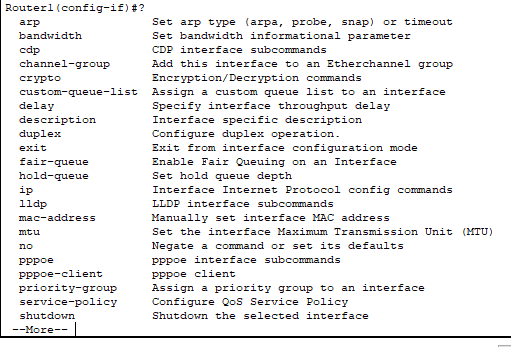 Router1(config-if)#?
arp Set arp type (arpa, probe, snap) or timeout
bandwidth Set bandwidth informational parameter
cdp CDP interface subcommands
channel-group Add this interface to an Etherchannel group
crypto Encryption/Decryption commands
custom-queue-list Assign a custom queue list to an interface
delay Specify interface throughput delay
description Interface specific description
duplex Configure duplex operation.
exit Exit from interface configuration mode
fair-queue Enable Fair Queuing on an Interface
hold-queue Set hold queue depth
ip Interface Internet Protocol config commands
lldp LLDP interface subcommands
mac-address Manually set interface MAC address
mtu Set the interface Maximum Transmission Unit (MTU)
no Negate a command or set its defaults
pppoe pppoe interface subcommands
pppoe-client pppoe client
priority-group Assign a priority group to an interface
service-policy Configure QoS Service Policy
shutdown Shutdown the selected interface
--More--